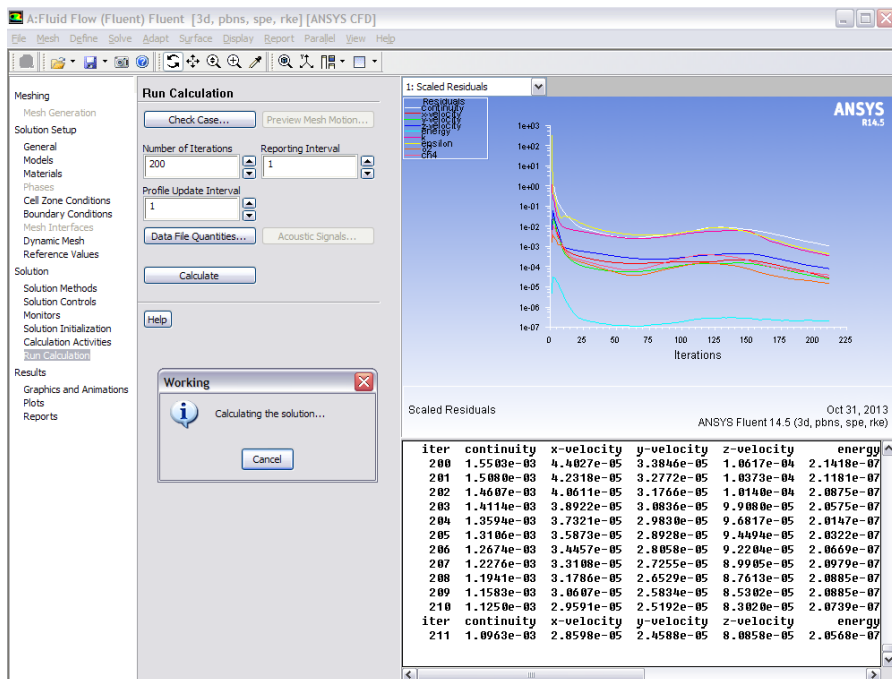 A:Fluid Flow (Fluent) Fluent [3d, pbns, spe, rke] [ANSYS CFD]
File Mesh Define Solve Adapt Surface Display Report Parallel View Help
Meshing
Mesh Generation
Solution Setup
General
Models
Materials
Phases
Cell Zone Conditions
Boundary Conditions
Mesh Interfaces
Dynamic Mesh
Reference Values
Solution
Solution Methods
Solution Controls
Monitors
Solution Initialization
Calculation Activities
Run Calculation
Results
Graphics and Animations
Plots
Reports
Run Calculation
Check Case... Preview Mesh Motion...
Number of Iterations Reporting Interval
200 1
Profile Update Interval
1
Data File Quantities... Acoustic Signals...
Calculate
Help
Working
Calculating the solution...
Cancel
1: Scaled Residuals
Residuals
continuity
x-velocity
y-velocity
z-velocity
energy
k
epsilon
o2
ch4
ANSYS
R14.5
1e+03
1e+02
1e+01
1e+00
1e-01
1e-02
1e-03
1e-04
1e-05
1e-06
1e-07
0 25 50 75 100 125 150 175 200 225
Iterations
Scaled Residuals Oct 31, 2013
ANSYS Fluent 14.5 (3d, pbns, spe, rke)
iter continuity x-velocity y-velocity z-velocity energy
200 1.5503e-03 4.4027e-05 3.3846e-05 1.0617e-04 2.1418e-07
201 1.5080e-03 4.2318e-05 3.2772e-05 1.0373e-04 2.1181e-07
202 1.4607e-03 4.0611e-05 3.1766e-05 1.0140e-04 2.0875e-07
203 1.4114e-03 3.8922e-05 3.0836e-05 9.9080e-05 2.0575e-07
204 1.3594e-03 3.7321e-05 2.9830e-05 9.6817e-05 2.0147e-07
205 1.3106e-03 3.5873e-05 2.8928e-05 9.4494e-05 2.0322e-07
206 1.2674e-03 3.4457e-05 2.8058e-05 9.2204e-05 2.0669e-07
207 1.2276e-03 3.3108e-05 2.7255e-05 8.9905e-05 2.0979e-07
208 1.1941e-03 3.1786e-05 2.6529e-05 8.7613e-05 2.0885e-07
209 1.1583e-03 3.0607e-05 2.5834e-05 8.5302e-05 2.0885e-07
210 1.1250e-03 2.9591e-05 2.5192e-05 8.3020e-05 2.0739e-07
iter continuity x-velocity y-velocity z-velocity energy
211 1.0963e-03 2.8598e-05 2.4588e-05 8.0858e-05 2.0568e-07